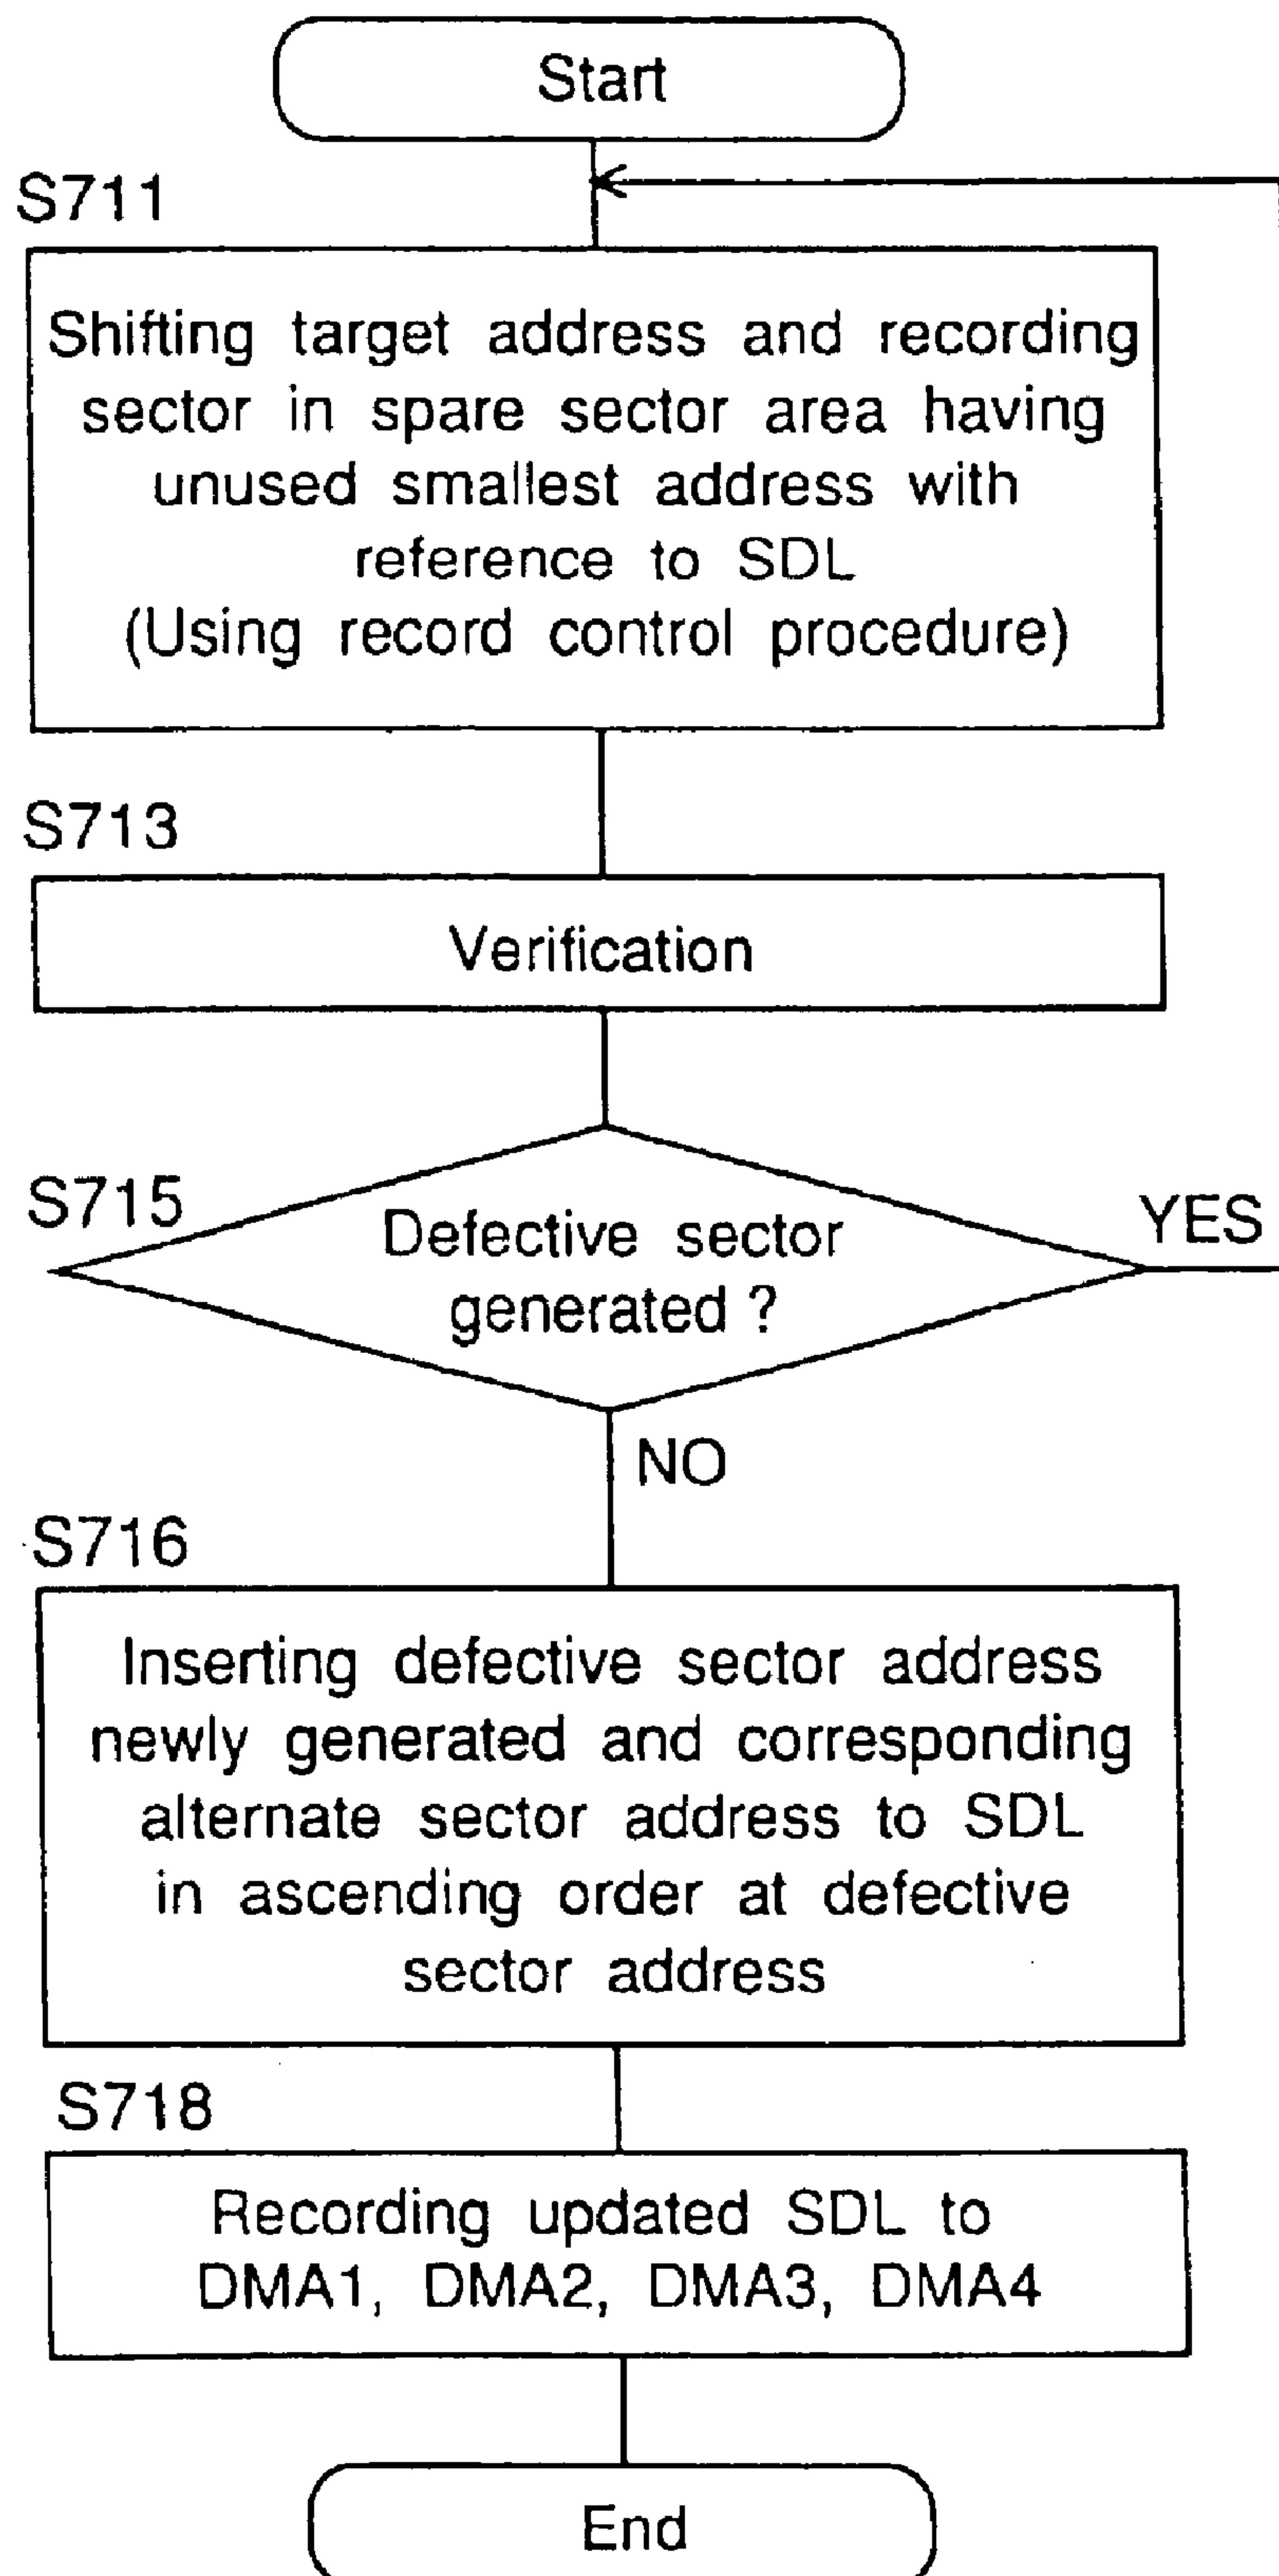 Start
S711
Shifting target address and recording
sector in spare sector area having
unused smallest address with
reference to SDL
(Using record control procedure)
S713
Verification
S715
Defective sector
generated ?
YES
NO
S716
Inserting defective sector address
newly generated and corresponding
alternate sector address to SDL
in ascending order at defective
sector address
S718
Recording updated SDL to
DMA1, DMA2, DMA3, DMA4
End